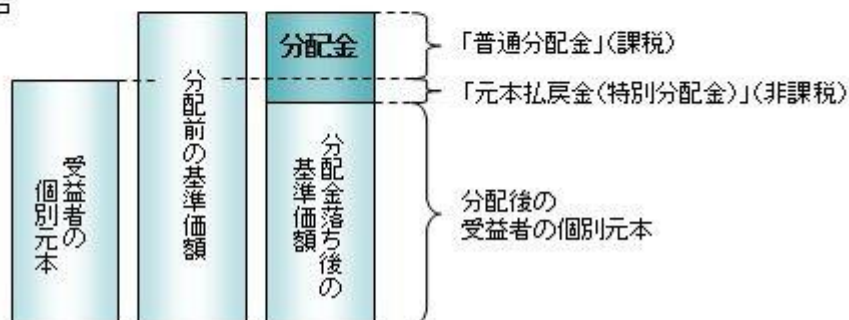 受益者の
個別元本
分配前の基準価額
分配金
分配金落ち後の
基準価額
「普通分配金」(課税)
「元本払戻金(特別分配金)」(非課税)
分配後の
受益者の個別元本